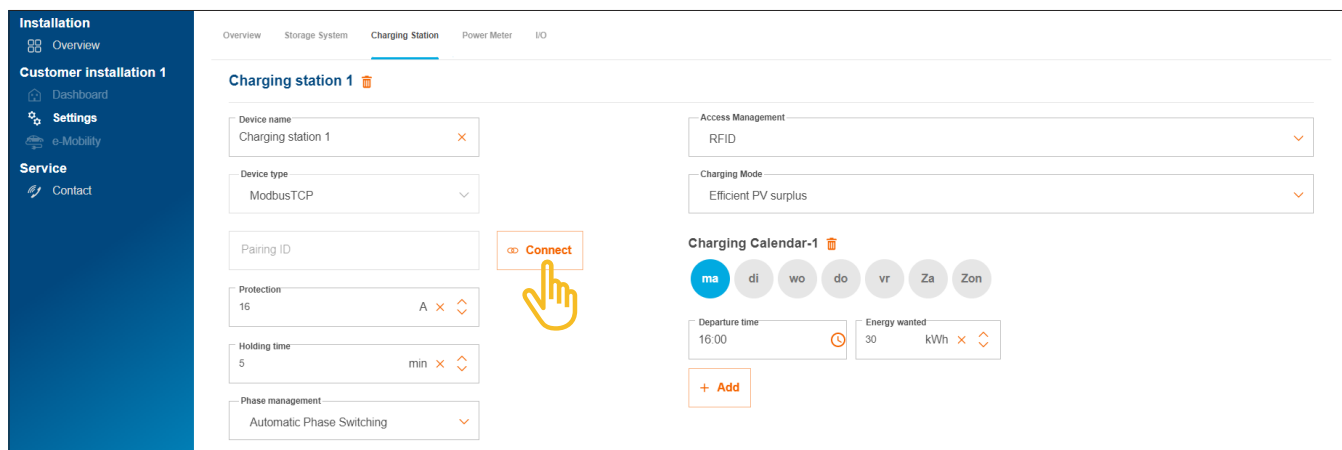 Installation
Overview
Customer installation 1
Dashboard
Settings
e-Mobility
Service
Contact
Overview Storage System Charging Station Power Meter I/O
Charging station 1
Device name
Charging station 1
Device type
ModbusTCP
Pairing ID
Connect
Protection
16 A
Holding time
5 min
Phase management
Automatic Phase Switching
Access Management
RFID
Charging Mode
Efficient PV surplus
Charging Calendar-1
ma di wo do vr Za Zon
Departure time
16:00
Energy wanted
30 kWh
+ Add